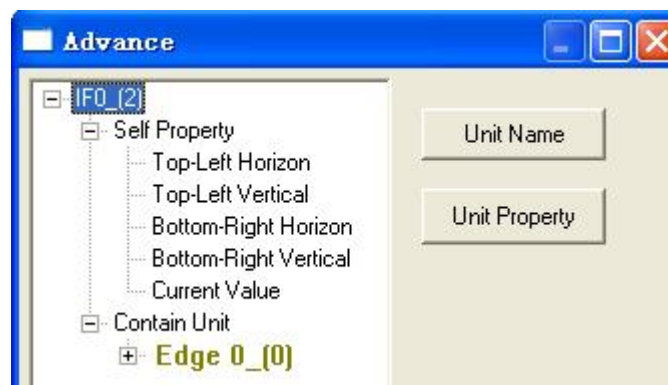 Advance
IF0_(2)
Self Property
Top-Left Horizon
Top-Left Vertical
Bottom-Right Horizon
Bottom-Right Vertical
Current Value
Contain Unit
Edge 0_(0)
Unit Name
Unit Property